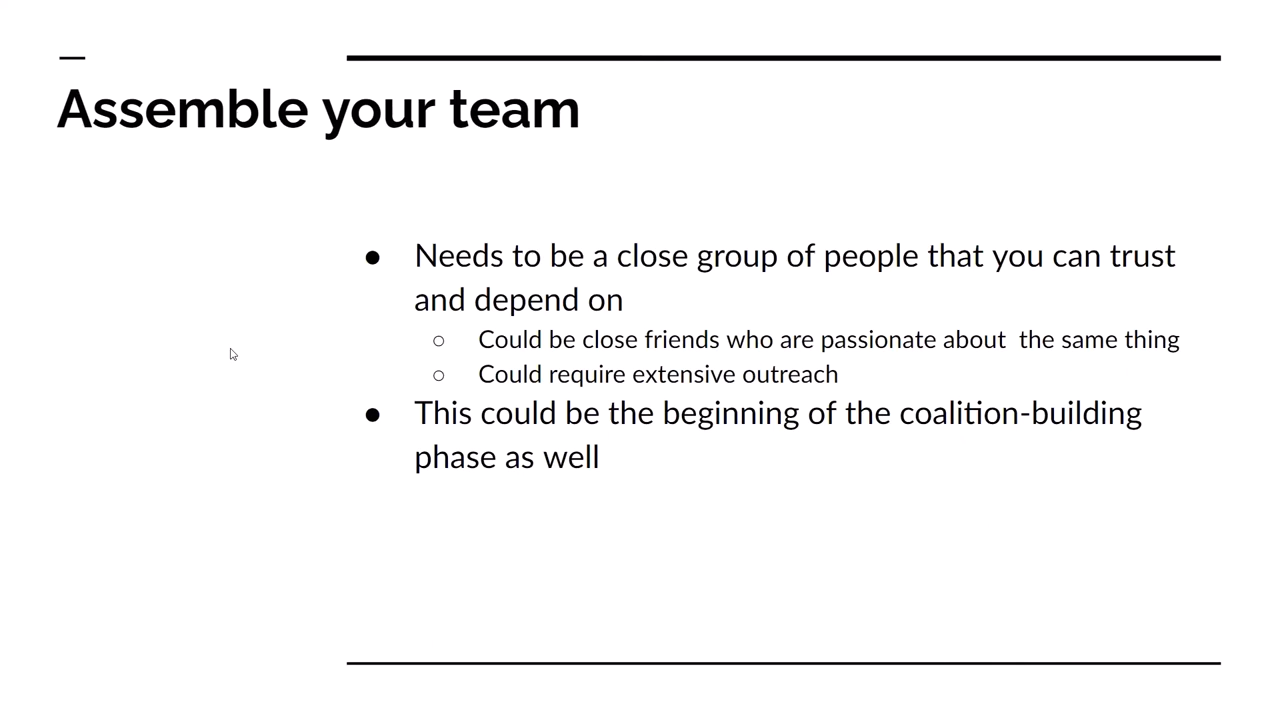 Assemble your team
● Needs to be a close group of people that you can trust
and depend on
○ Could be close friends who are passionate about  the same thing
○ Could require extensive outreach
● This could be the beginning of the coalition-building
phase as well